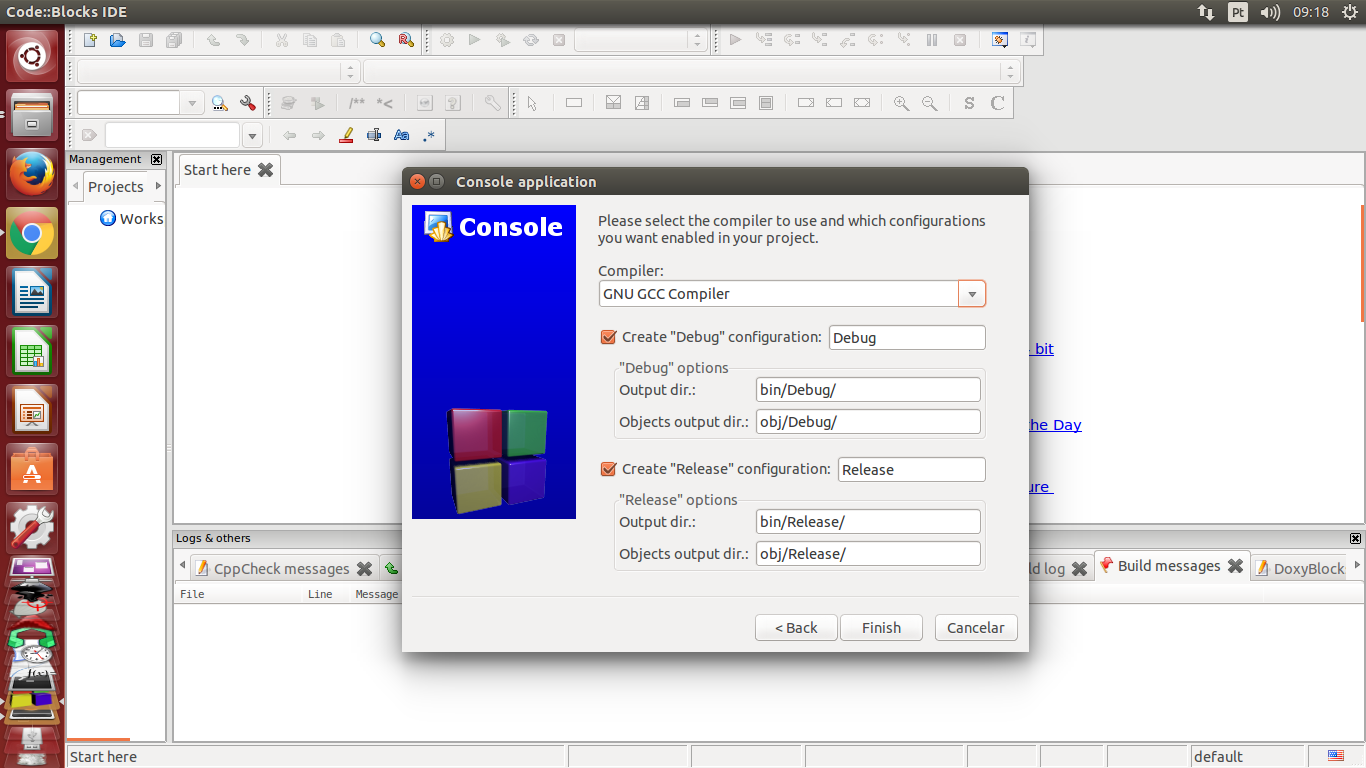 Code::Blocks IDE
Pt
09:18
/**
*<
S
C
Aa
.*
Management
Projects
Works
Start here
Console application
Console
Please select the compiler to use and which configurations
you want enabled in your project.
Compiler:
GNU GCC Compiler
Create "Debug" configuration: Debug
"Debug" options
Output dir.: bin/Debug/
Objects output dir.: obj/Debug/
Create "Release" configuration: Release
"Release" options
Output dir.: bin/Release/
Objects output dir.: obj/Release/
< Back
Finish
Cancelar
bit
he Day
ure
Logs & others
CppCheck messages
ld log
Build messages
DoxyBlock
File
Line
Message
Start here
default